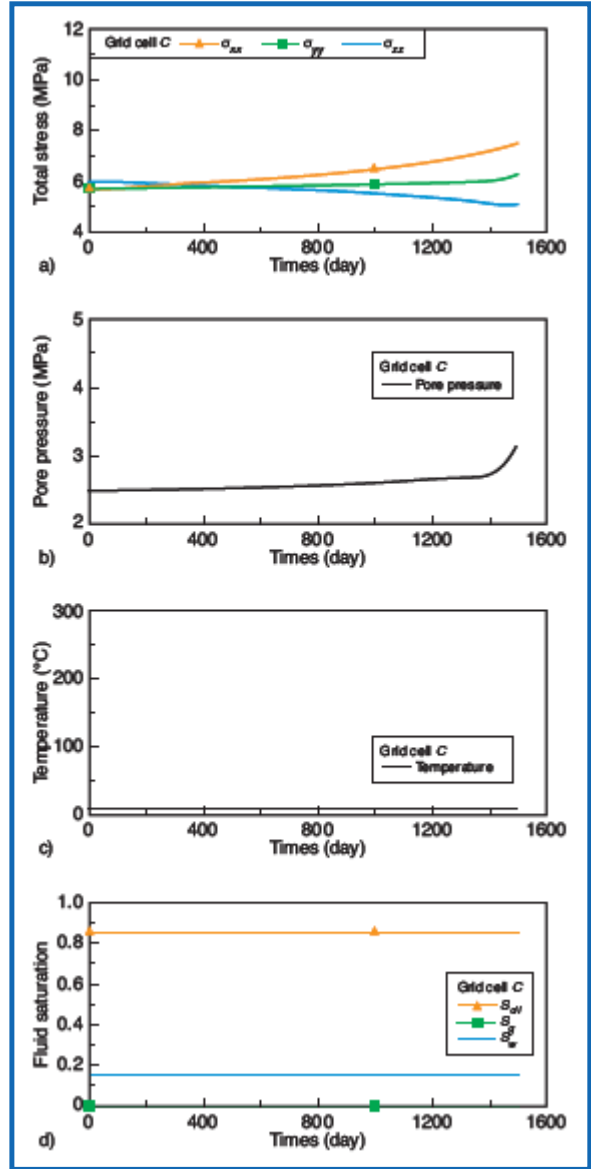 Grid cell C σxx σyy σzz
12
10
8
6
4
Total stress (MPa)
0 400 800 1200 1600
Times (day)
a)
5
4
3
2
Pore pressure (MPa)
Grid cell C
Pore pressure
0 400 800 1200 1600
Times (day)
b)
300
200
100
0
Temperature (°C)
Grid cell C
Temperature
0 400 800 1200 1600
Times (day)
c)
1.0
0.8
0.6
0.4
0.2
0
Fluid saturation
Grid cell C
Soil
Sg
Sw
0 400 800 1200 1600
Times (day)
d)